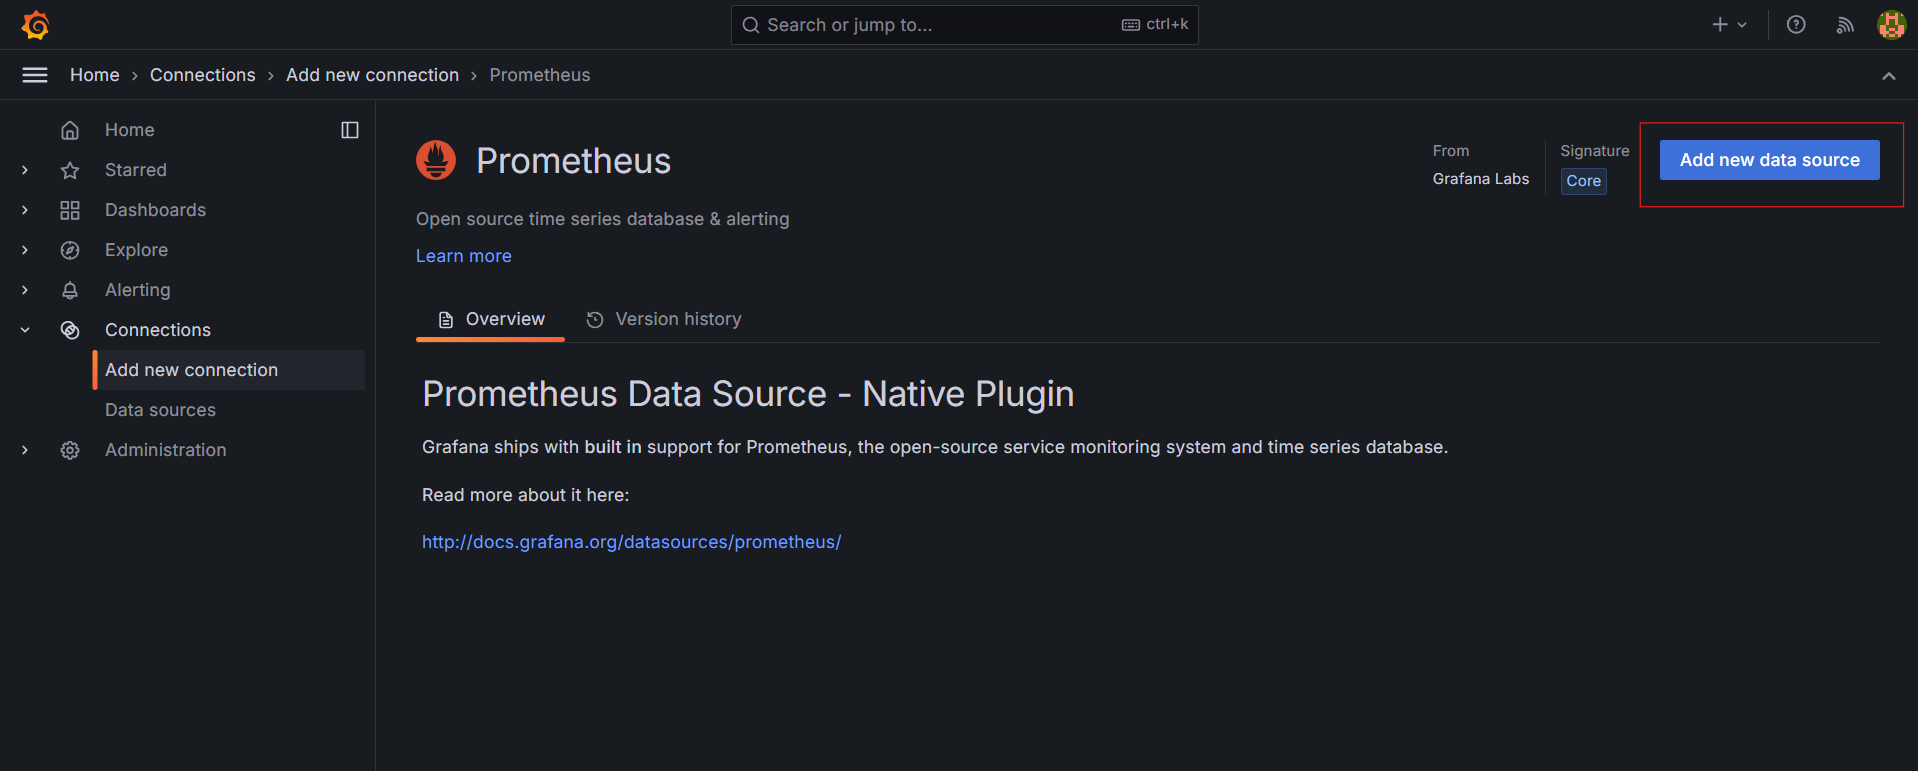 Search or jump to... ctrl+k
Home › Connections › Add new connection › Prometheus
Home
Starred
Dashboards
Explore
Alerting
Connections
Add new connection
Data sources
Administration
Prometheus
From
Grafana Labs
Signature
Core
Add new data source
Open source time series database & alerting
Learn more
Overview Version history
Prometheus Data Source - Native Plugin
Grafana ships with built in support for Prometheus, the open-source service monitoring system and time series database.
Read more about it here:
http://docs.grafana.org/datasources/prometheus/